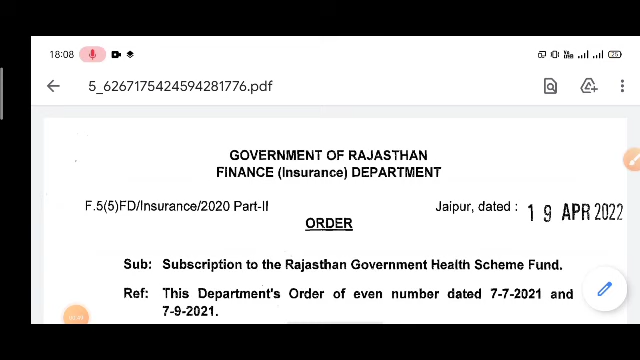 18:08
5_6267175424594281776.pdf
GOVERNMENT OF RAJASTHAN
FINANCE (Insurance) DEPARTMENT
F.5(5)FD/Insurance/2020 Part-II
Jaipur, dated : 19 APR 2022
ORDER
Sub: Subscription to the Rajasthan Government Health Scheme Fund.
Ref: This Department's Order of even number dated 7-7-2021 and
7-9-2021.